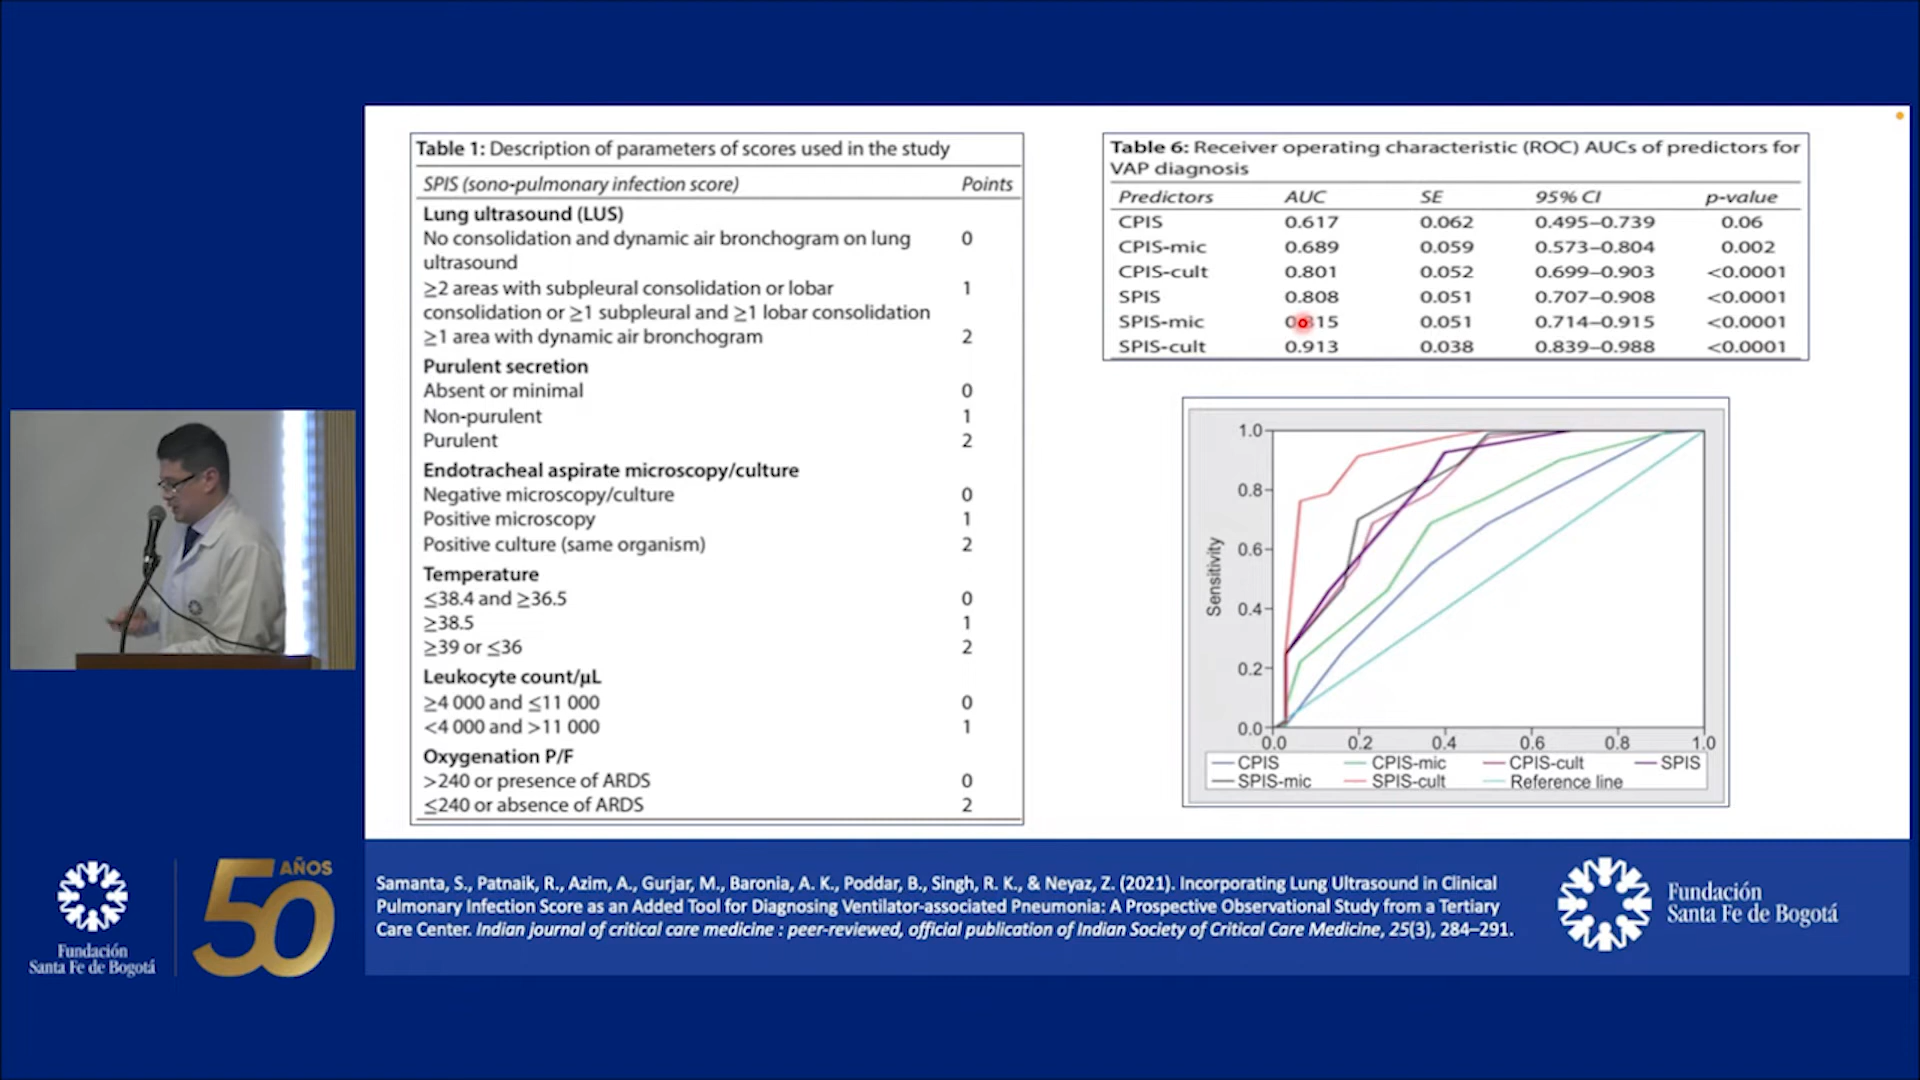 Table 1: Description of parameters of scores used in the study
SPIS (sono-pulmonary infection score) Points
Lung ultrasound (LUS)
No consolidation and dynamic air bronchogram on lung 0
ultrasound
≥2 areas with subpleural consolidation or lobar 1
consolidation or ≥1 subpleural and ≥1 lobar consolidation
≥1 area with dynamic air bronchogram 2
Purulent secretion
Absent or minimal 0
Non-purulent 1
Purulent 2
Endotracheal aspirate microscopy/culture
Negative microscopy/culture 0
Positive microscopy 1
Positive culture (same organism) 2
Temperature
≤38.4 and ≥36.5 0
≥38.5 1
≥39 or ≤36 2
Leukocyte count/µL
≥4 000 and ≤11 000 0
<4 000 and >11 000 1
Oxygenation P/F
>240 or presence of ARDS 0
≤240 or absence of ARDS 2
Table 6: Receiver operating characteristic (ROC) AUCs of predictors for
VAP diagnosis
Predictors AUC SE 95% CI p-value
CPIS 0.617 0.062 0.495–0.739 0.06
CPIS-mic 0.689 0.059 0.573–0.804 0.002
CPIS-cult 0.801 0.052 0.699–0.903 <0.0001
SPIS 0.808 0.051 0.707–0.908 <0.0001
SPIS-mic 0.051 0.714–0.915 <0.0001
SPIS-cult 0.913 0.038 0.839–0.988 <0.0001
1.0
0.8
0.6
0.4
0.2
0.0
Sensitivity
0.0 0.2 0.4 0.6 0.8 1.0
CPIS CPIS-mic CPIS-cult SPIS
SPIS-mic SPIS-cult Reference line
Fundación
Santa Fe de Bogotá
50 AÑOS
Samanta, S., Patnaik, R., Azim, A., Gurjar, M., Baronia, A. K., Poddar, B., Singh, R. K., & Neyaz, Z. (2021). Incorporating Lung Ultrasound in Clinical
Pulmonary Infection Score as an Added Tool for Diagnosing Ventilator-associated Pneumonia: A Prospective Observational Study from a Tertiary
Care Center. Indian journal of critical care medicine : peer-reviewed, official publication of Indian Society of Critical Care Medicine, 25(3), 284–291.
Fundación
Santa Fe de Bogotá